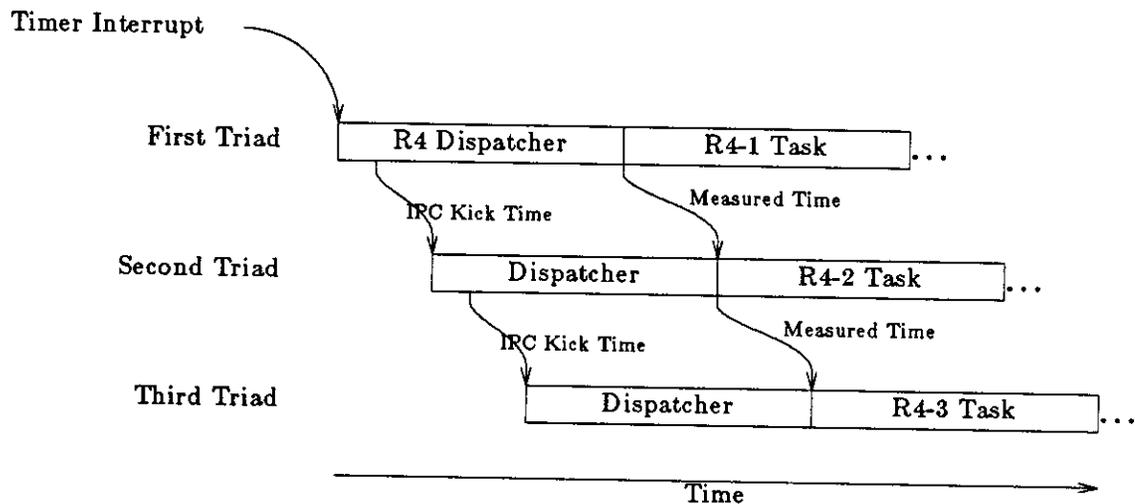 Timer Interrupt
First Triad
R4 Dispatcher
R4-1 Task
...
IPC Kick Time
Measured Time
Second Triad
Dispatcher
R4-2 Task
...
IPC Kick Time
Measured Time
Third Triad
Dispatcher
R4-3 Task
...
Time